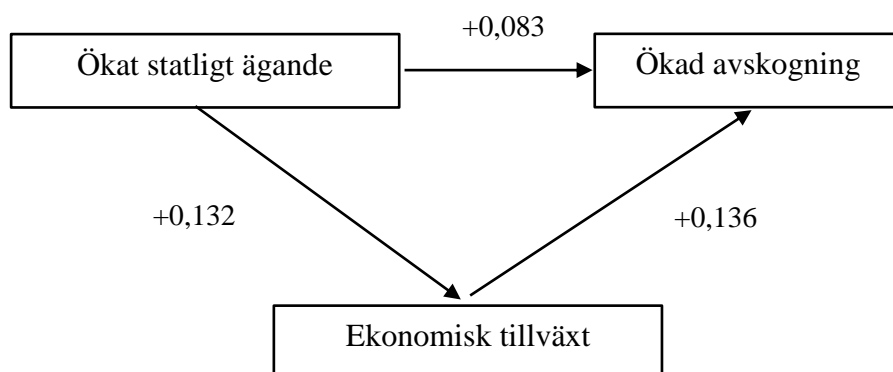 +0,083
Ökat statligt ägande
Ökad avskogning
+0,132
+0,136
Ekonomisk tillväxt